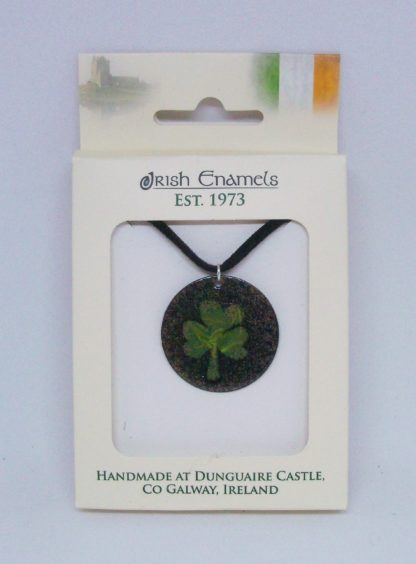 Irish Enamels
Est. 1973
Handmade at Dunguaire Castle,
Co Galway, Ireland